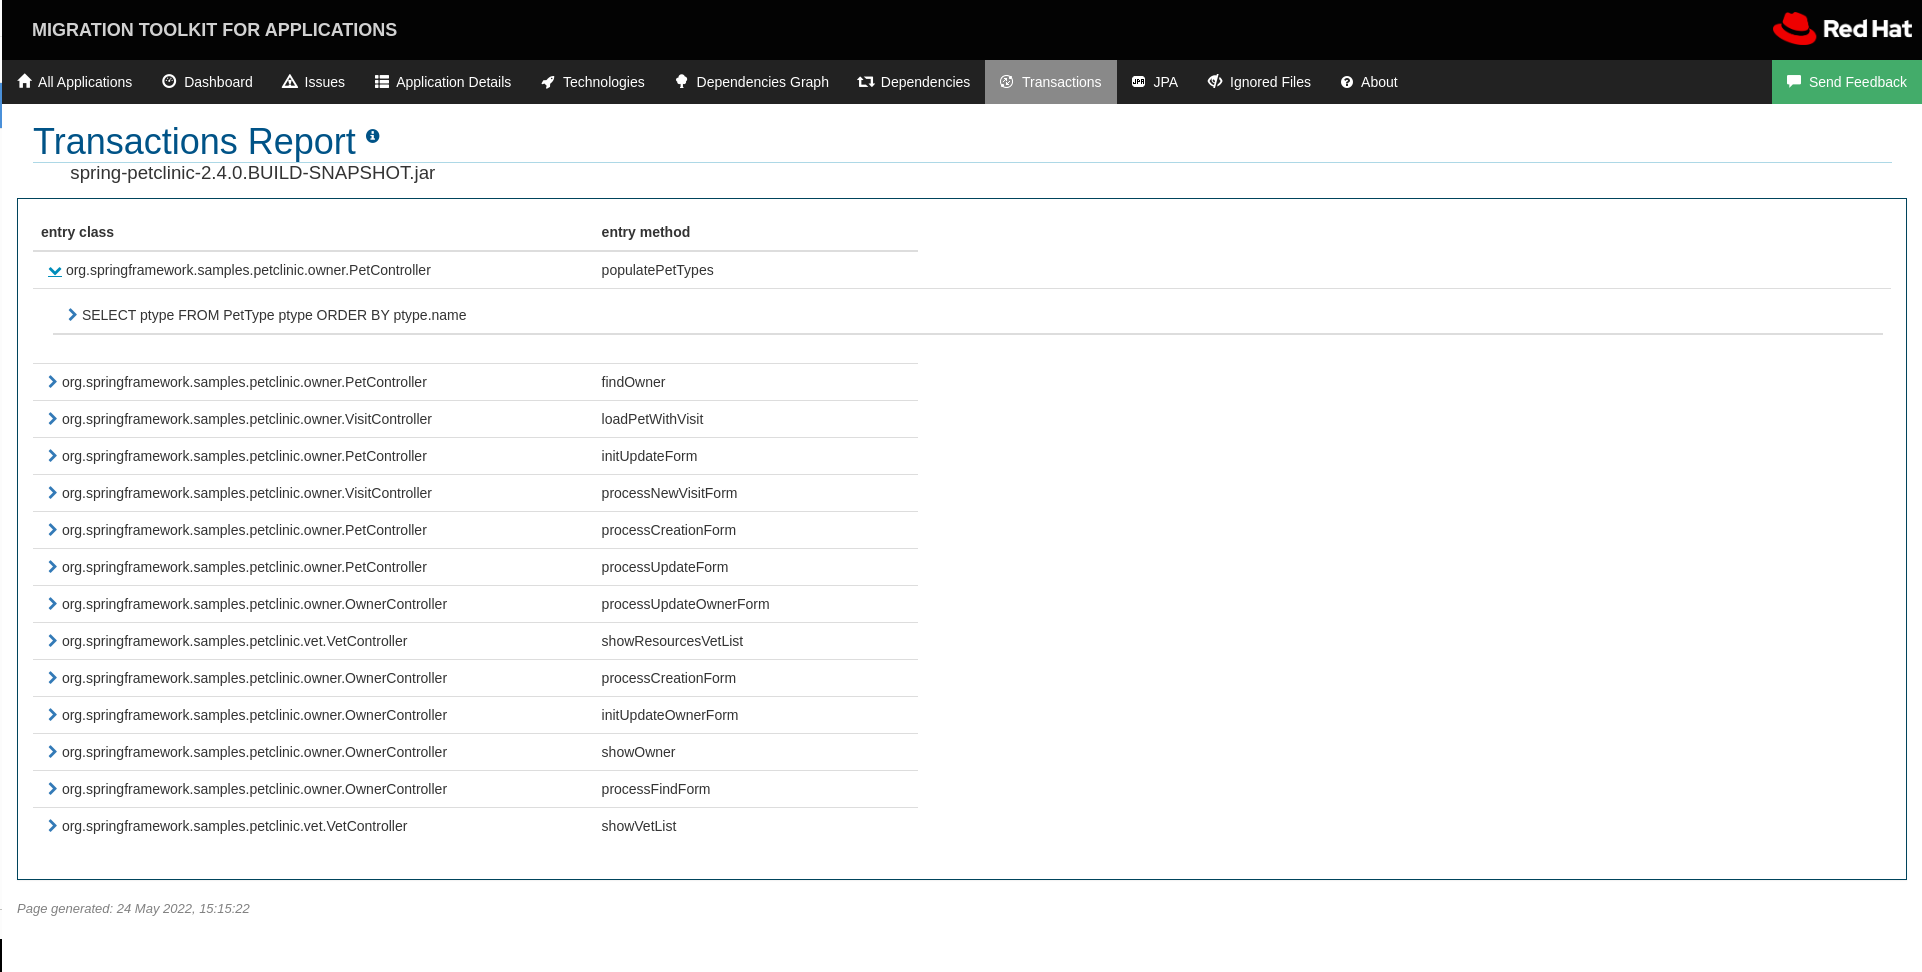 MIGRATION TOOLKIT FOR APPLICATIONS
Red Hat
All Applications Dashboard Issues Application Details Technologies Dependencies Graph Dependencies Transactions JPA JPA Ignored Files About Send Feedback
Transactions Report
spring-petclinic-2.4.0.BUILD-SNAPSHOT.jar
entry class entry method
org.springframework.samples.petclinic.owner.PetController populatePetTypes
SELECT ptype FROM PetType ptype ORDER BY ptype.name
org.springframework.samples.petclinic.owner.PetController findOwner
org.springframework.samples.petclinic.owner.VisitController loadPetWithVisit
org.springframework.samples.petclinic.owner.PetController initUpdateForm
org.springframework.samples.petclinic.owner.VisitController processNewVisitForm
org.springframework.samples.petclinic.owner.PetController processCreationForm
org.springframework.samples.petclinic.owner.PetController processUpdateForm
org.springframework.samples.petclinic.owner.OwnerController processUpdateOwnerForm
org.springframework.samples.petclinic.vet.VetController showResourcesVetList
org.springframework.samples.petclinic.owner.OwnerController processCreationForm
org.springframework.samples.petclinic.owner.OwnerController initUpdateOwnerForm
org.springframework.samples.petclinic.owner.OwnerController showOwner
org.springframework.samples.petclinic.owner.OwnerController processFindForm
org.springframework.samples.petclinic.vet.VetController showVetList
Page generated: 24 May 2022, 15:15:22